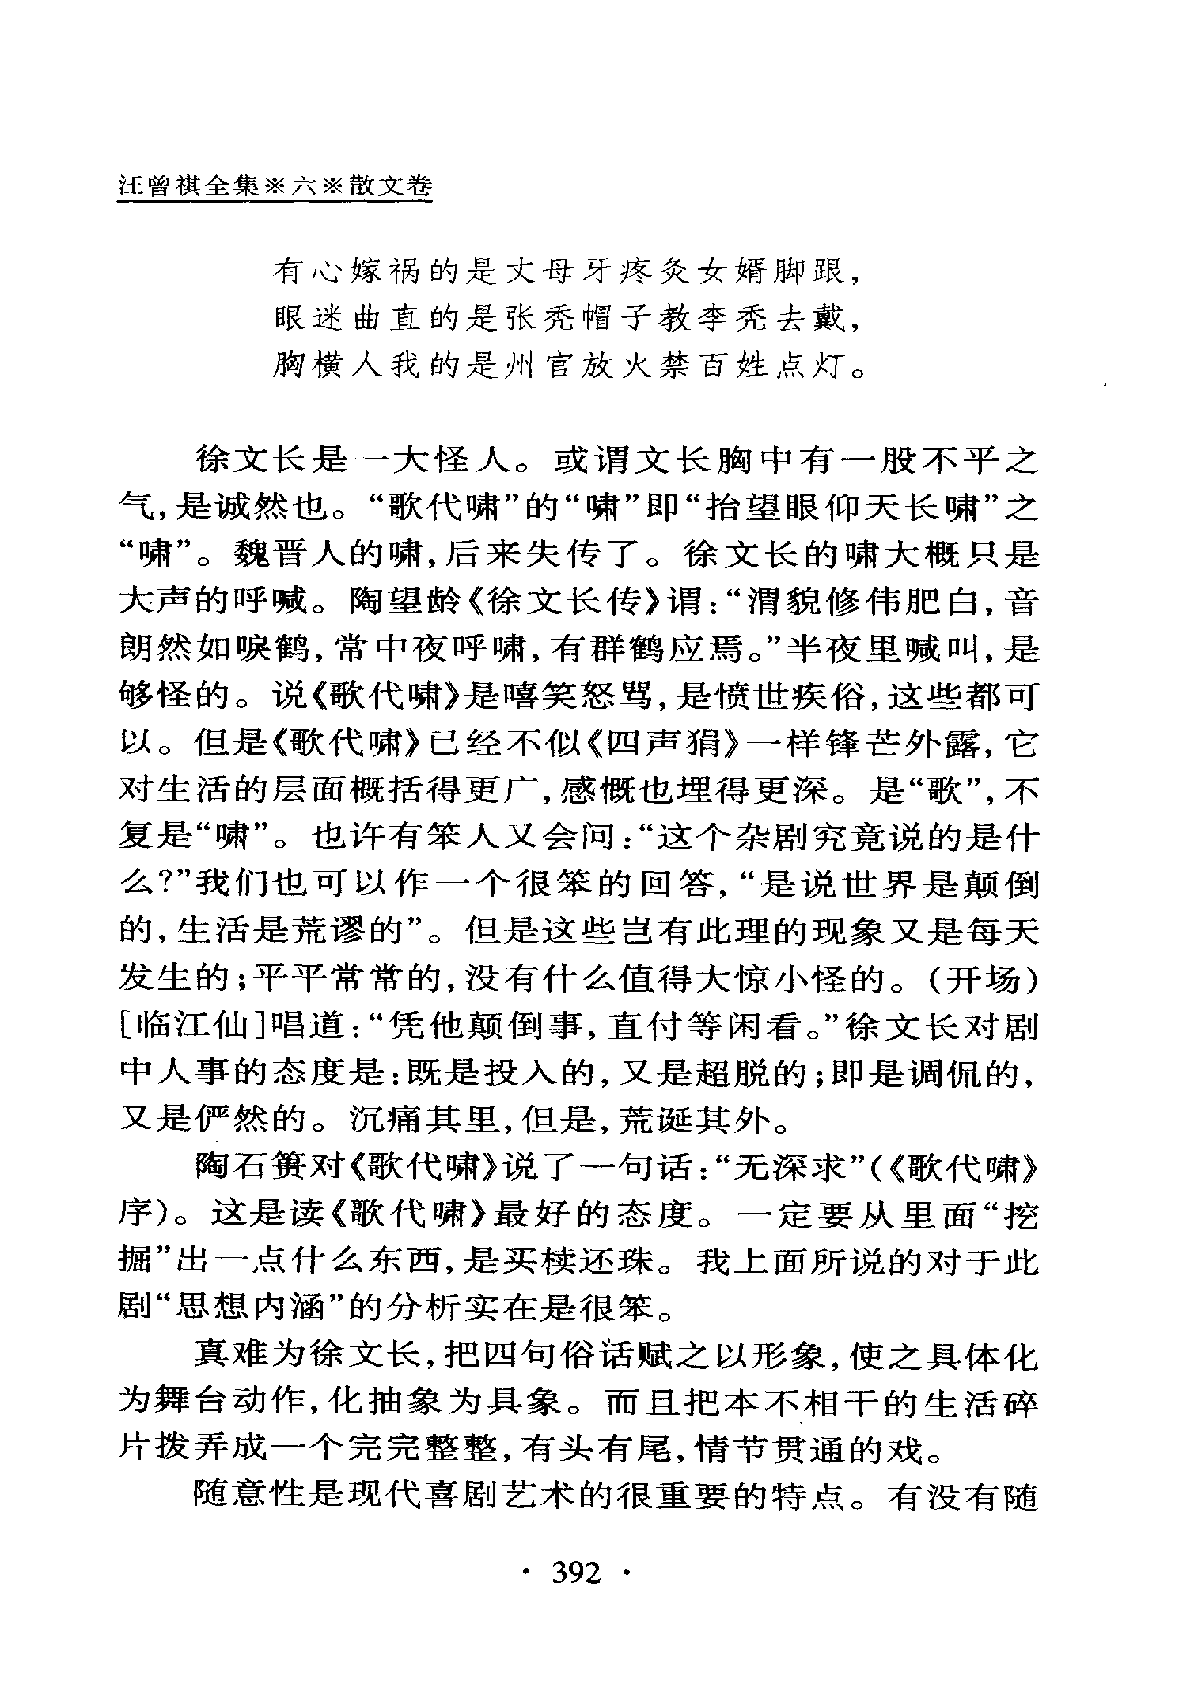 汪曾祺全集※六※散文卷
有心嫁祸的是丈母牙疼灸女婿脚跟，
眼迷曲直的是张秃帽子教李秃去戴，
胸横人我的是州官放火禁百姓点灯。
徐文长是一大怪人。或谓文长胸中有一股不平之
气，是诚然也。“歌代啸”的“啸”即“抬望眼仰天长啸”之
“啸”。魏晋人的啸，后来失传了。徐文长的啸大概只是
大声的呼喊。陶望龄《徐文长传》谓：“渭貌修伟肥白，音
朗然如唳鹤，常中夜呼啸，有群鹤应焉。”半夜里喊叫，是
够怪的。说《歌代啸》是嘻笑怒骂，是愤世疾俗，这些都可
以。但是《歌代啸》已经不似《四声猏》一样锋芒外露，它
对生活的层面概括得更广，感慨也埋得更深。是“歌”，不
复是“啸”。也许有笨人又会问：“这个杂剧究竟说的是什
么？”我们也可以作一个很笨的回答，“是说世界是颠倒
的，生活是荒谬的”。但是这些岂有此理的现象又是每天
发生的；平平常常的，没有什么值得大惊小怪的。（开场）
［临江仙］唱道：“凭他颠倒事，直付等闲看。”徐文长对剧
中人事的态度是：既是投入的，又是超脱的；即是调侃的，
又是俨然的。沉痛其里，但是，荒诞其外。
陶石篑对《歌代啸》说了一句话：“无深求”（《歌代啸》
序）。这是读《歌代啸》最好的态度。一定要从里面“挖
掘”出一点什么东西，是买椟还珠。我上面所说的对于此
剧“思想内涵”的分析实在是很笨。
真难为徐文长，把四句俗话赋之以形象，使之具体化
为舞台动作，化抽象为具象。而且把本不相干的生活碎
片拨弄成一个完完整整，有头有尾，情节贯通的戏。
随意性是现代喜剧艺术的很重要的特点。有没有随
· 392 ·